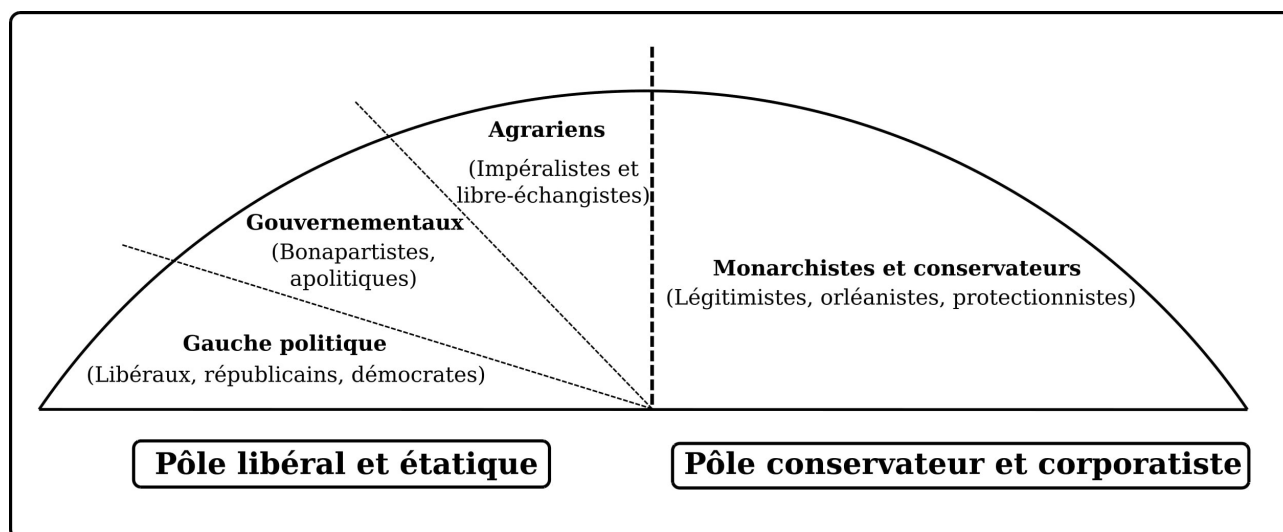 Agrariens
(Impéralistes et
libre-échangistes)
Gouvernementaux
(Bonapartistes,
apolitiques)
Monarchistes et conservateurs
(Légitimistes, orléanistes, protectionnistes)
Gauche politique
(Libéraux, républicains, démocrates)
Pôle libéral et étatique
Pôle conservateur et corporatiste